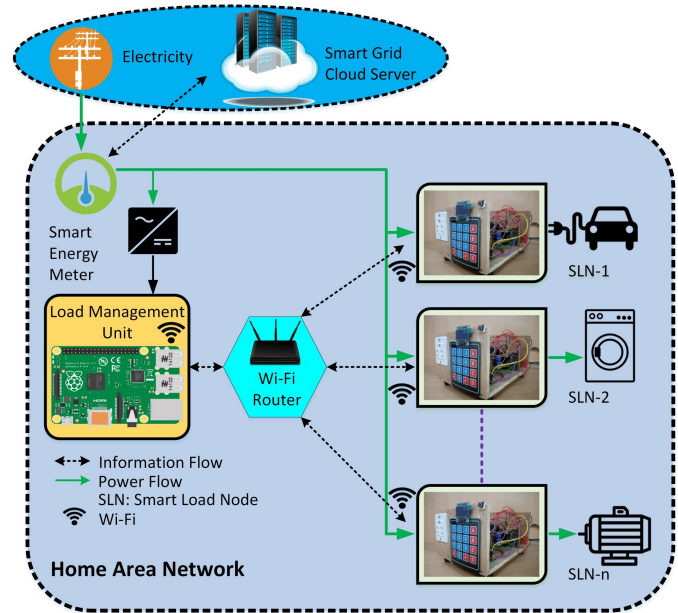 Electricity
Smart Grid
Cloud Server
Smart
Energy
Meter
SLN-1
Load Management
Unit
Wi-Fi
Router
SLN-2
Information Flow
Power Flow
SLN: Smart Load Node
Wi-Fi
SLN-n
Home Area Network